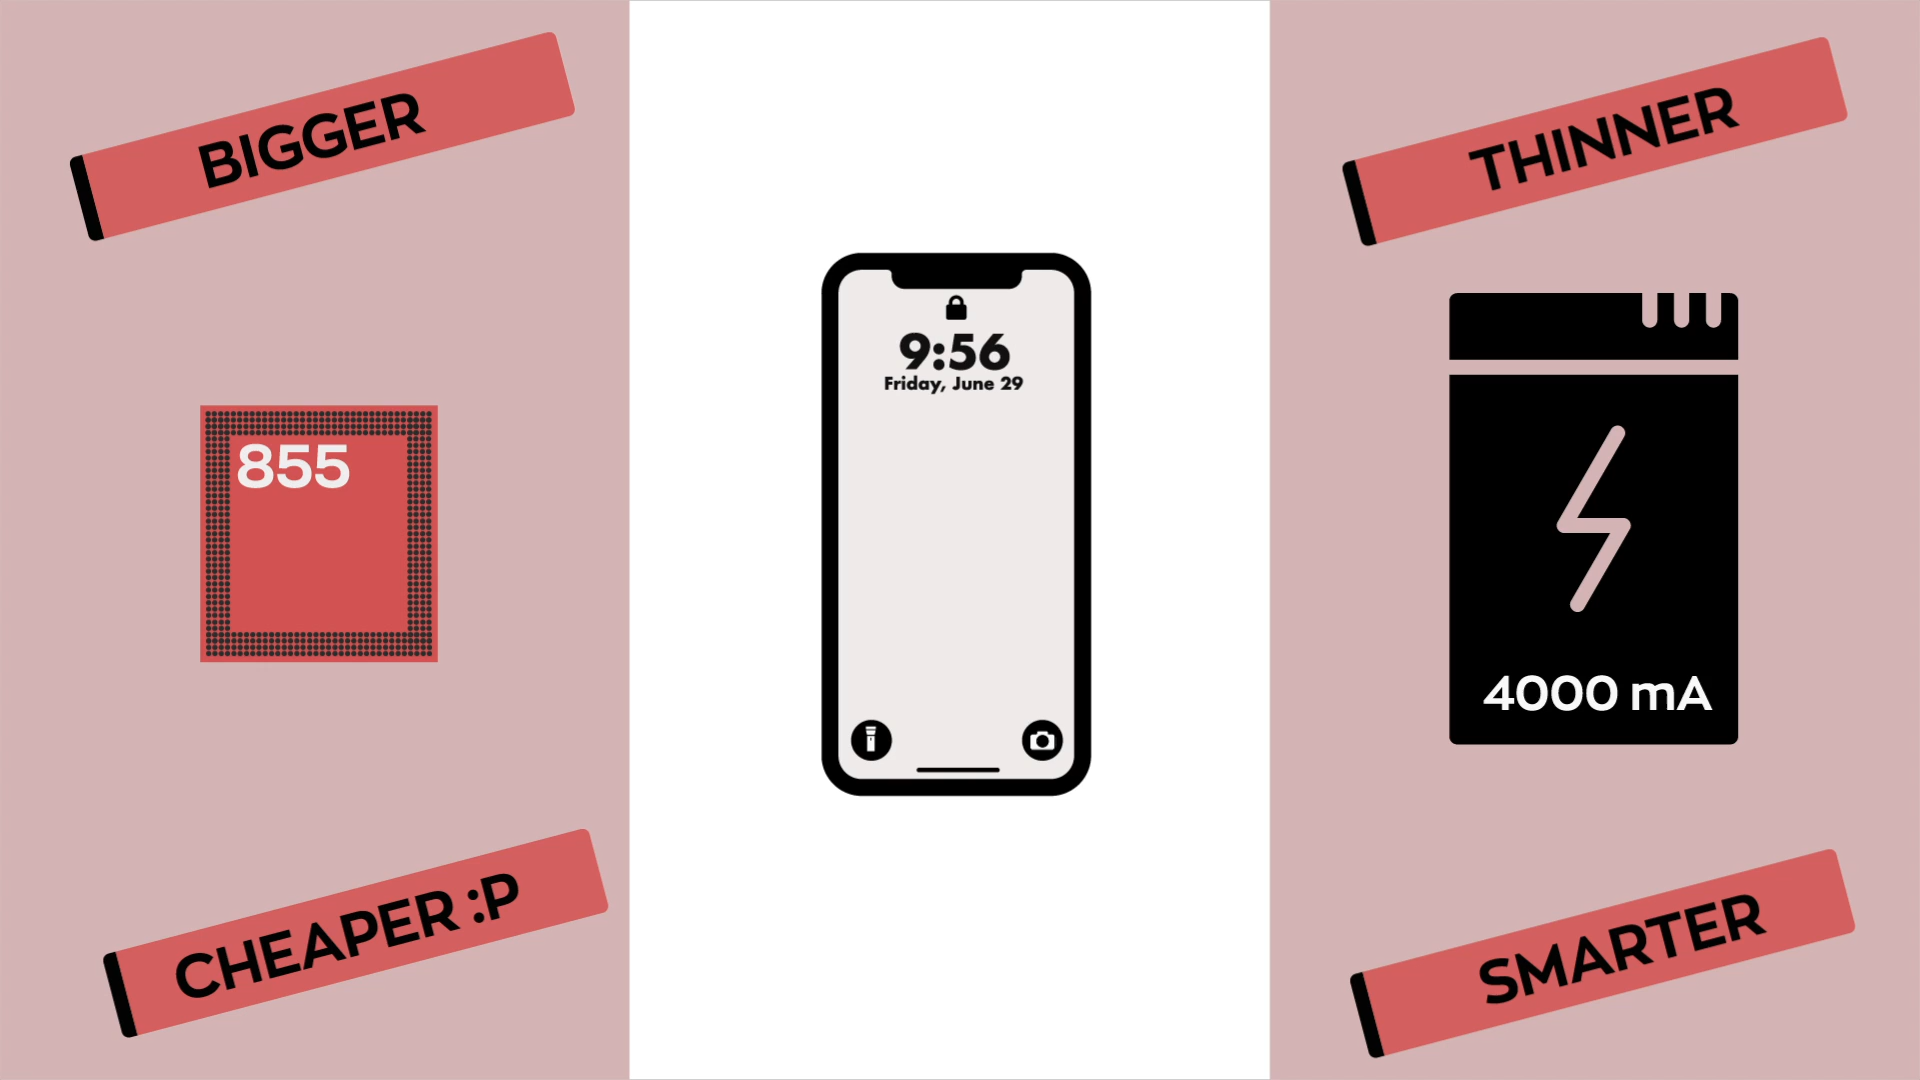 BIGGER
THINNER
9:56
Friday, June 29
855
4000 mA
CHEAPER :P
SMARTER